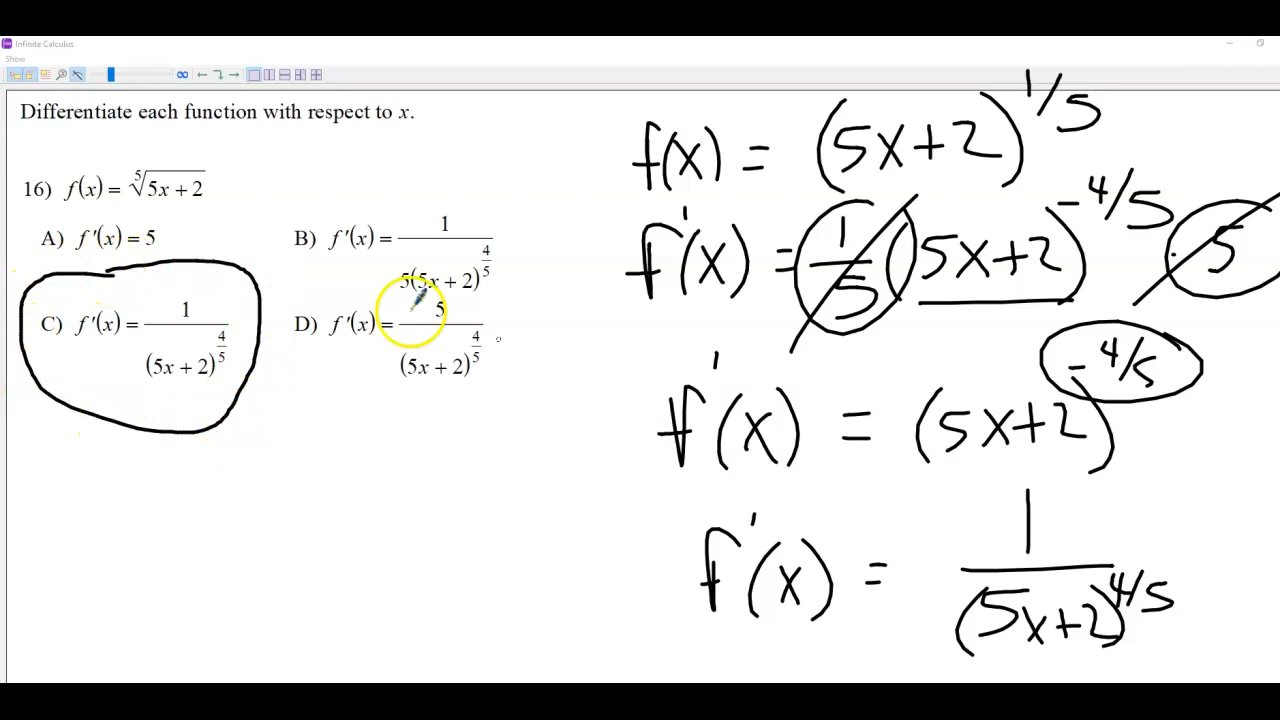 Infinite Calculus
Show
Differentiate each function with respect to x.
16) f(x) = ⁵√(5x + 2)
A) f′(x) = 5
B) f′(x) = 1 / 5(5x + 2)^(4/5)
C) f′(x) = 1 / (5x + 2)^(4/5)
D) f′(x) = 5 / (5x + 2)^(4/5)
f(x) = (5x+2)^1/5
f'(x) = 1/5 (5x+2)^-4/5 · 5
f'(x) = (5x+2)^-4/5
f'(x) = 1 / (5x+2)^4/5